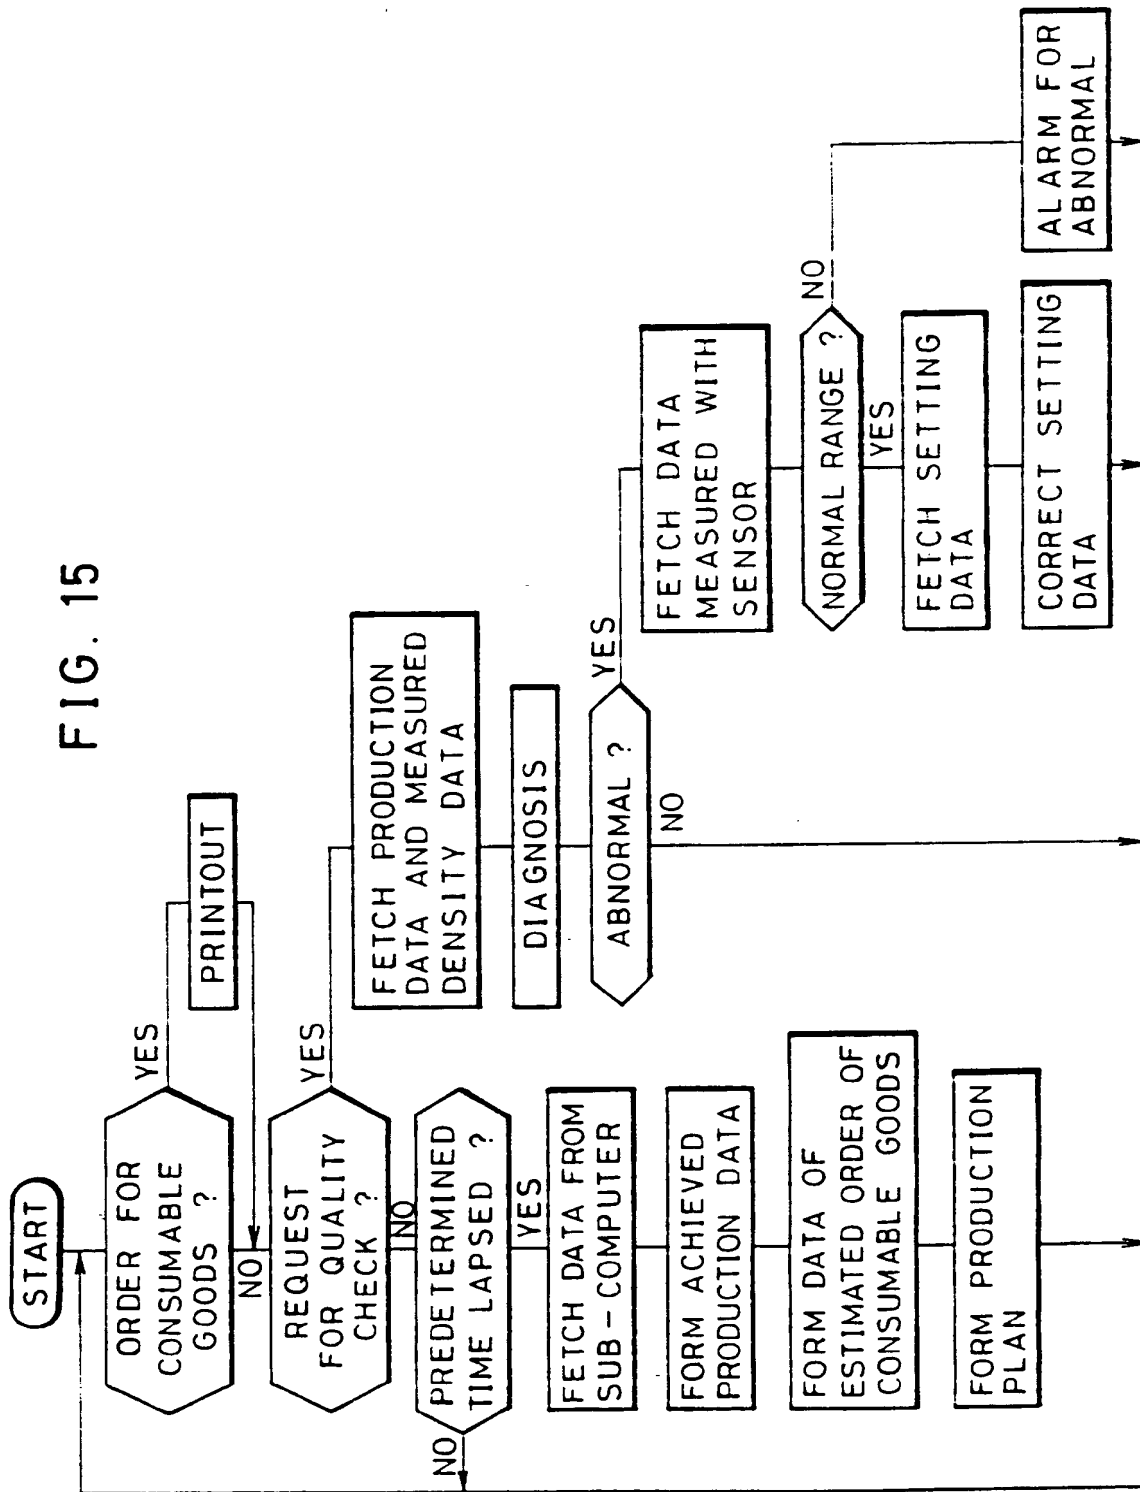 FIG. 15
START
ORDER FOR
CONSUMABLE
GOODS ?
YES
PRINTOUT
NO
REQUEST
FOR QUALITY
CHECK ?
YES
NO
FETCH PRODUCTION
DATA AND MEASURED
DENSITY DATA
DIAGNOSIS
ABNORMAL ?
YES
NO
FETCH DATA
MEASURED WITH
SENSOR
NORMAL RANGE ?
NO
YES
FETCH SETTING
DATA
CORRECT SETTING
DATA
ALARM FOR
ABNORMAL
PREDETERMINED
TIME LAPSED ?
NO
YES
FETCH DATA FROM
SUB-COMPUTER
FORM ACHIEVED
PRODUCTION DATA
FORM DATA OF
ESTIMATED ORDER OF
CONSUMABLE GOODS
FORM PRODUCTION
PLAN